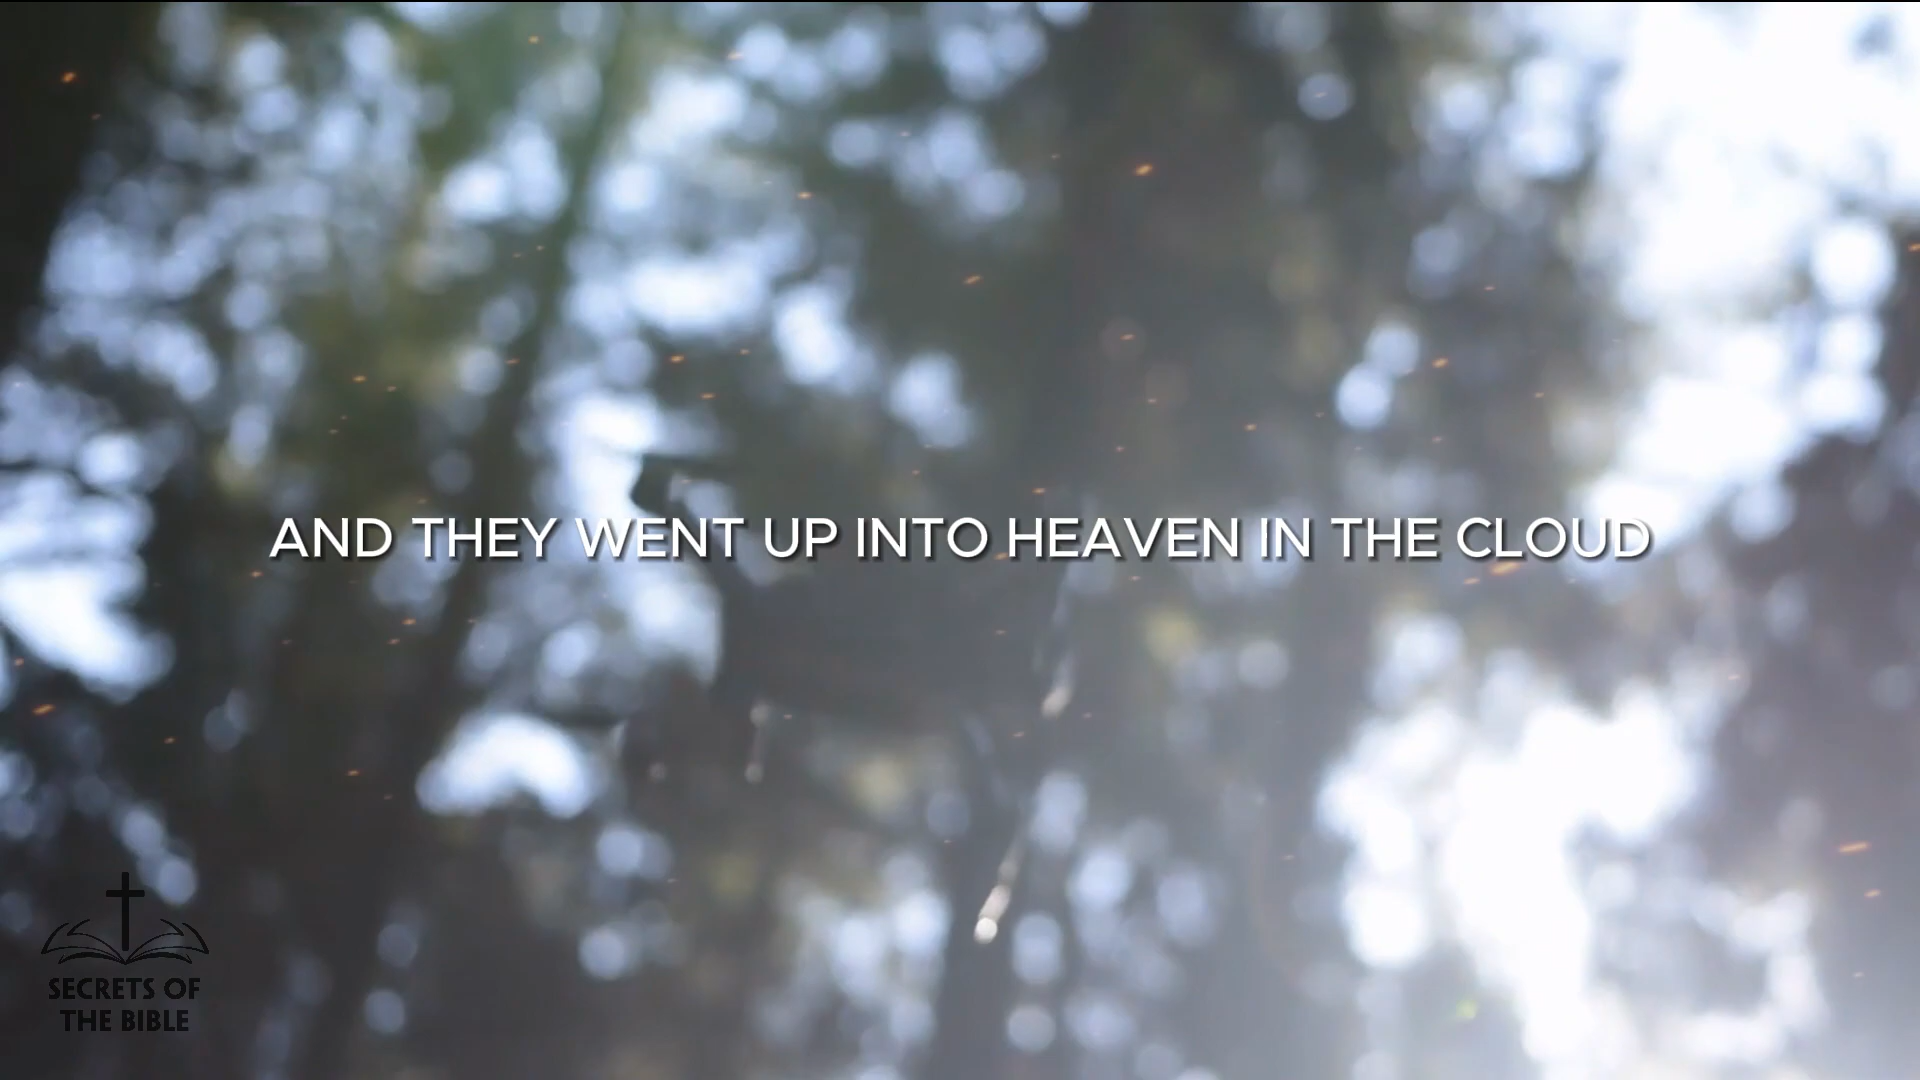 AND THEY WENT UP INTO HEAVEN IN THE CLOUD
SECRETS OF
THE BIBLE